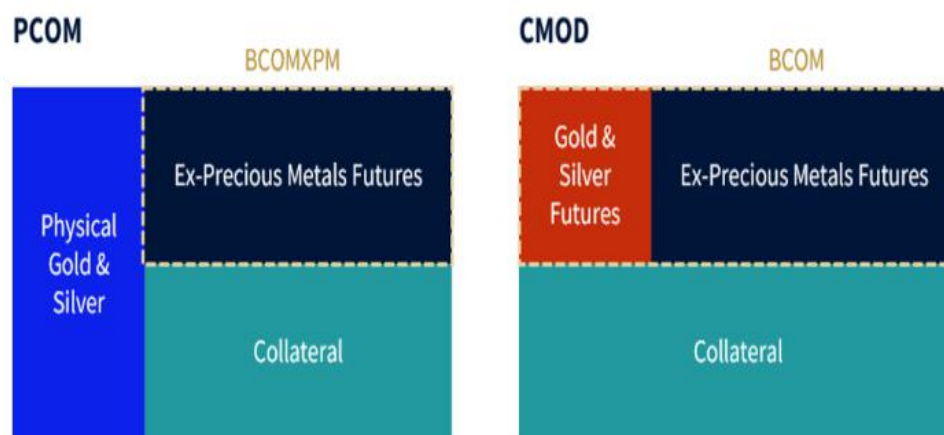 PCOM
BCOMXPM
Physical
Gold &
Silver
Ex-Precious Metals Futures
Collateral
CMOD
BCOM
Gold &
Silver
Futures
Ex-Precious Metals Futures
Collateral